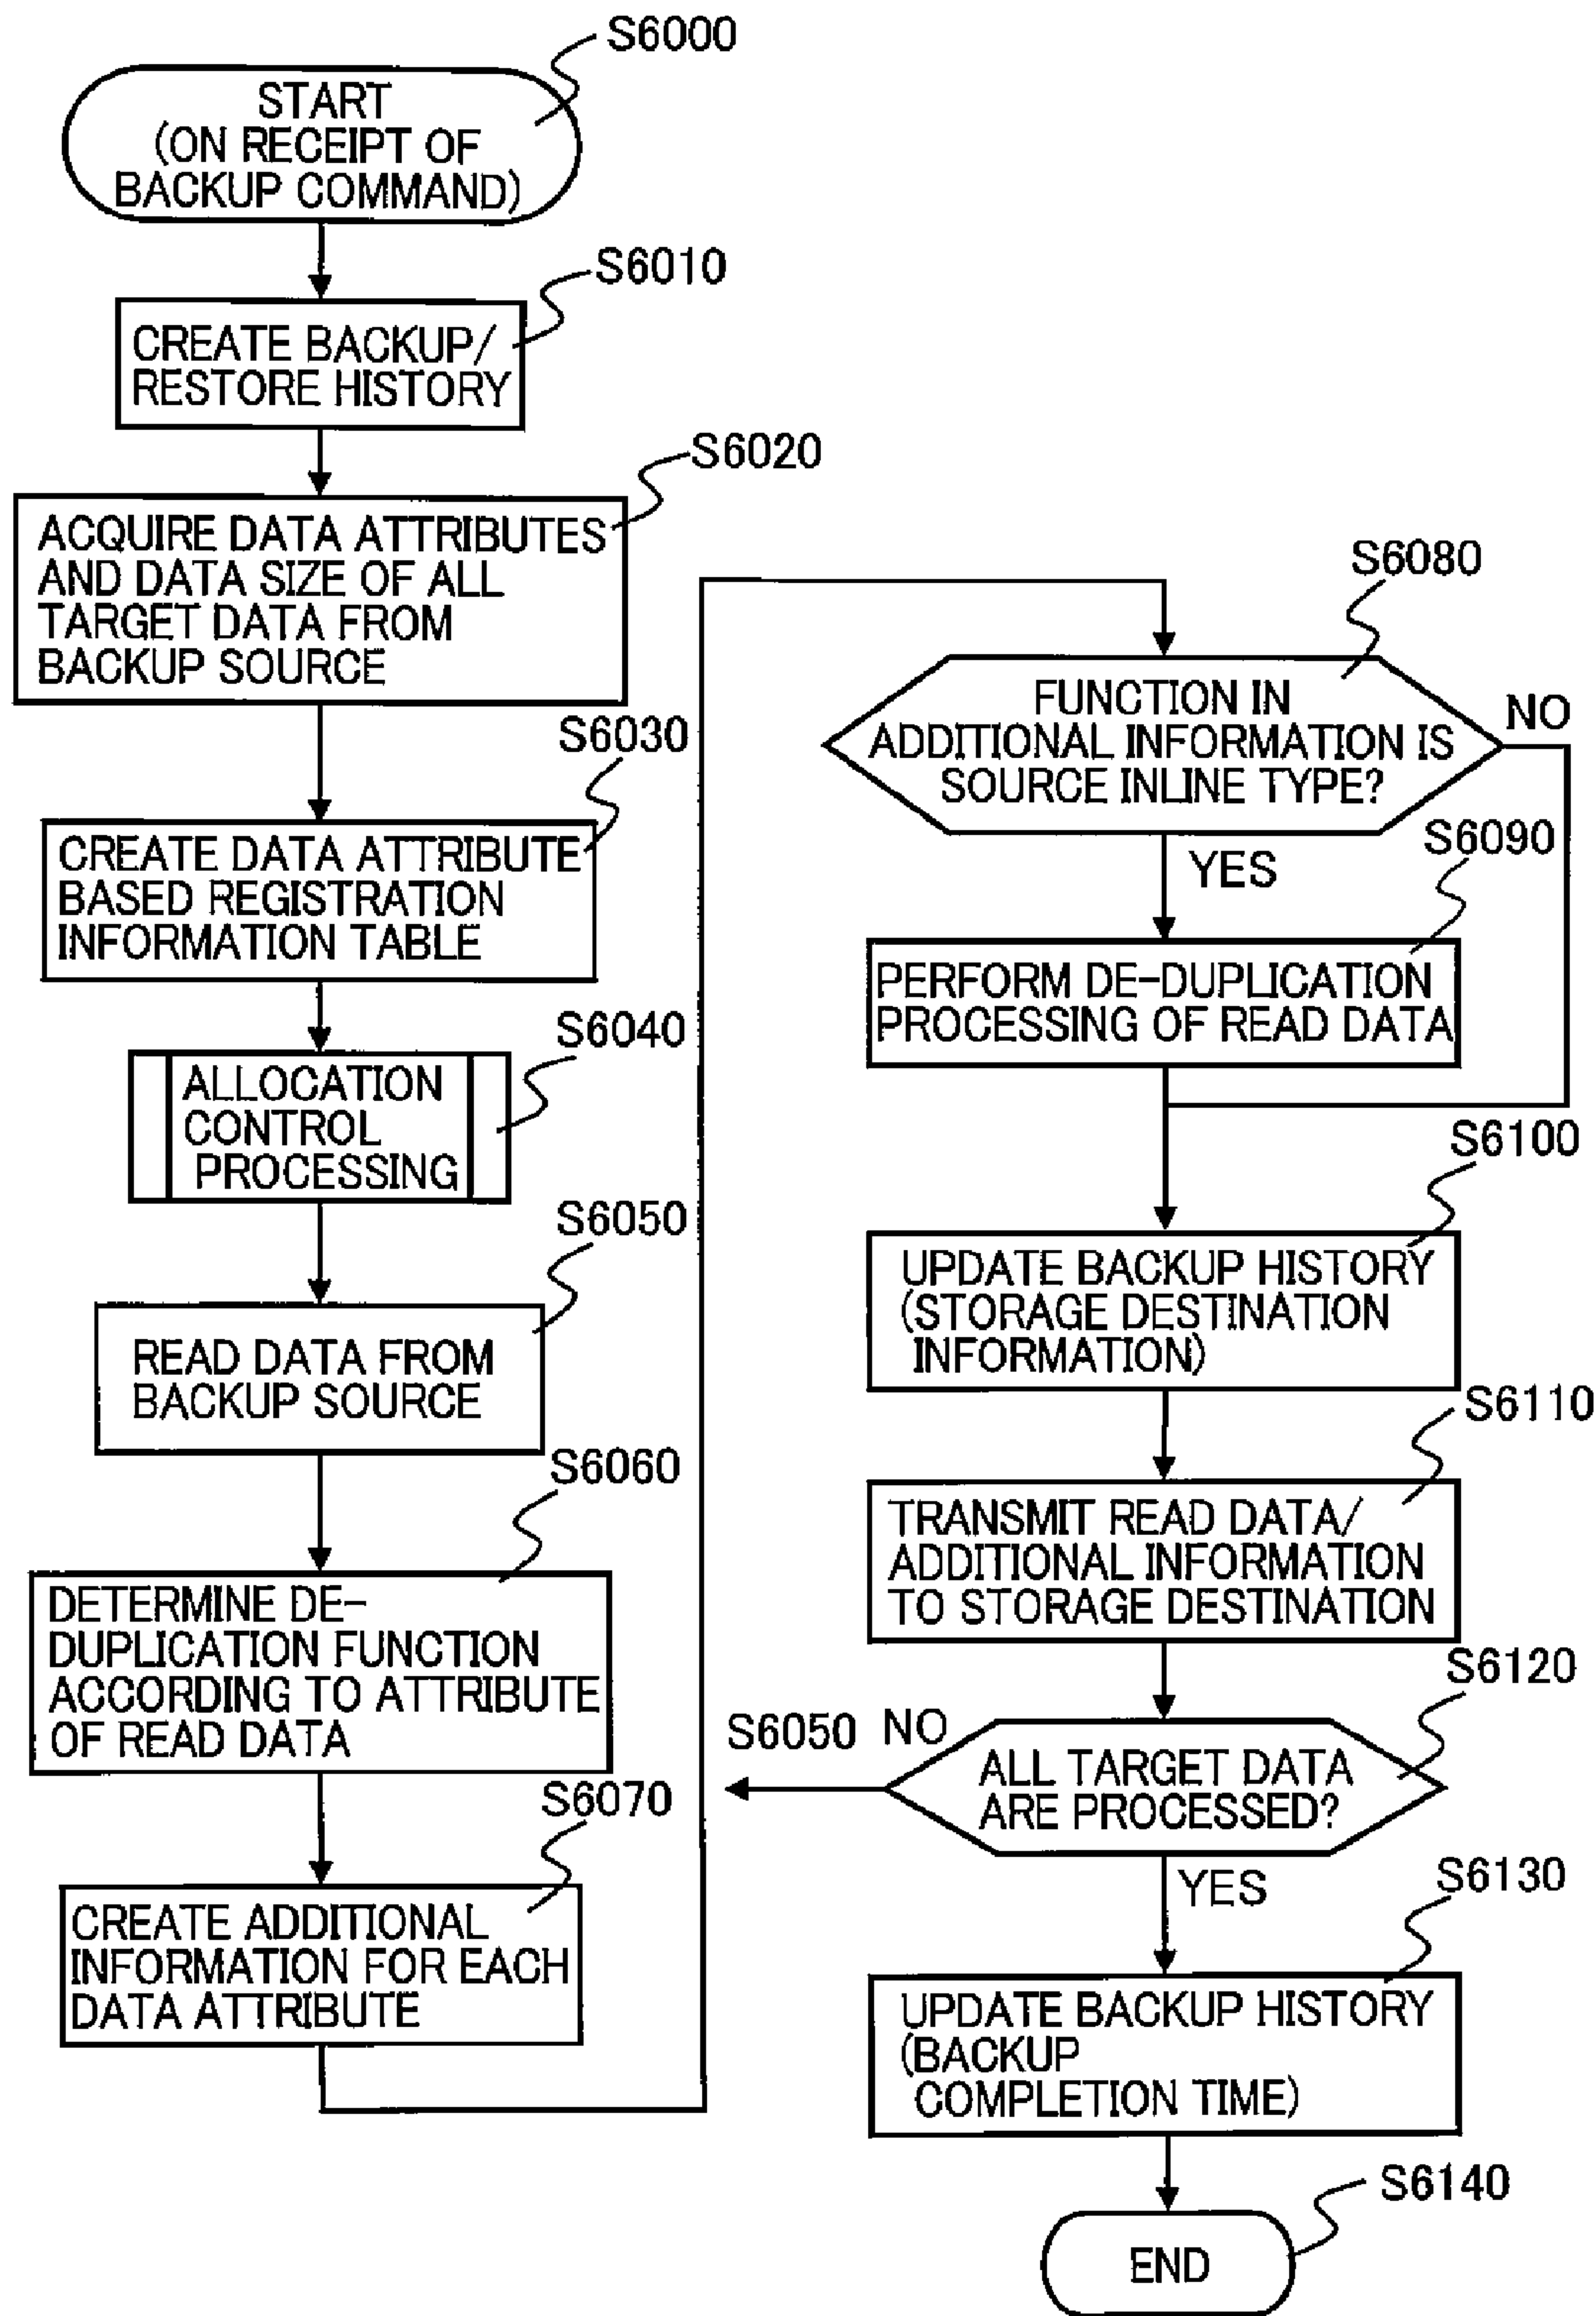 S6000
START
(ON RECEIPT OF
BACKUP COMMAND)
S6010
CREATE BACKUP/
RESTORE HISTORY
S6020
ACQUIRE DATA ATTRIBUTES
AND DATA SIZE OF ALL
TARGET DATA FROM
BACKUP SOURCE
S6030
CREATE DATA ATTRIBUTE
BASED REGISTRATION
INFORMATION TABLE
S6040
ALLOCATION
CONTROL
PROCESSING
S6050
READ DATA FROM
BACKUP SOURCE
S6060
DETERMINE DE-
DUPLICATION FUNCTION
ACCORDING TO ATTRIBUTE
OF READ DATA
S6070
CREATE ADDITIONAL
INFORMATION FOR EACH
DATA ATTRIBUTE
S6080
FUNCTION IN
ADDITIONAL INFORMATION IS
SOURCE INLINE TYPE?
NO
YES
S6090
PERFORM DE-DUPLICATION
PROCESSING OF READ DATA
S6100
UPDATE BACKUP HISTORY
(STORAGE DESTINATION
INFORMATION)
S6110
TRANSMIT READ DATA/
ADDITIONAL INFORMATION
TO STORAGE DESTINATION
S6120
S6050 NO
ALL TARGET DATA
ARE PROCESSED?
YES
S6130
UPDATE BACKUP HISTORY
(BACKUP
COMPLETION TIME)
S6140
END